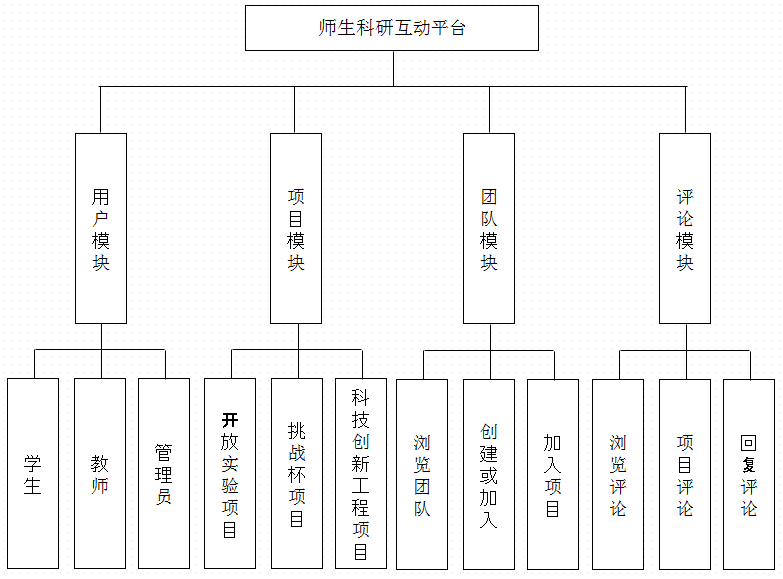 师生科研互动平台
用户模块
项目模块
团队模块
评论模块
学生
教师
管理员
开放实验项目
挑战杯项目
科技创新工程项目
浏览团队
创建或加入
加入项目
浏览评论
项目评论
回复评论